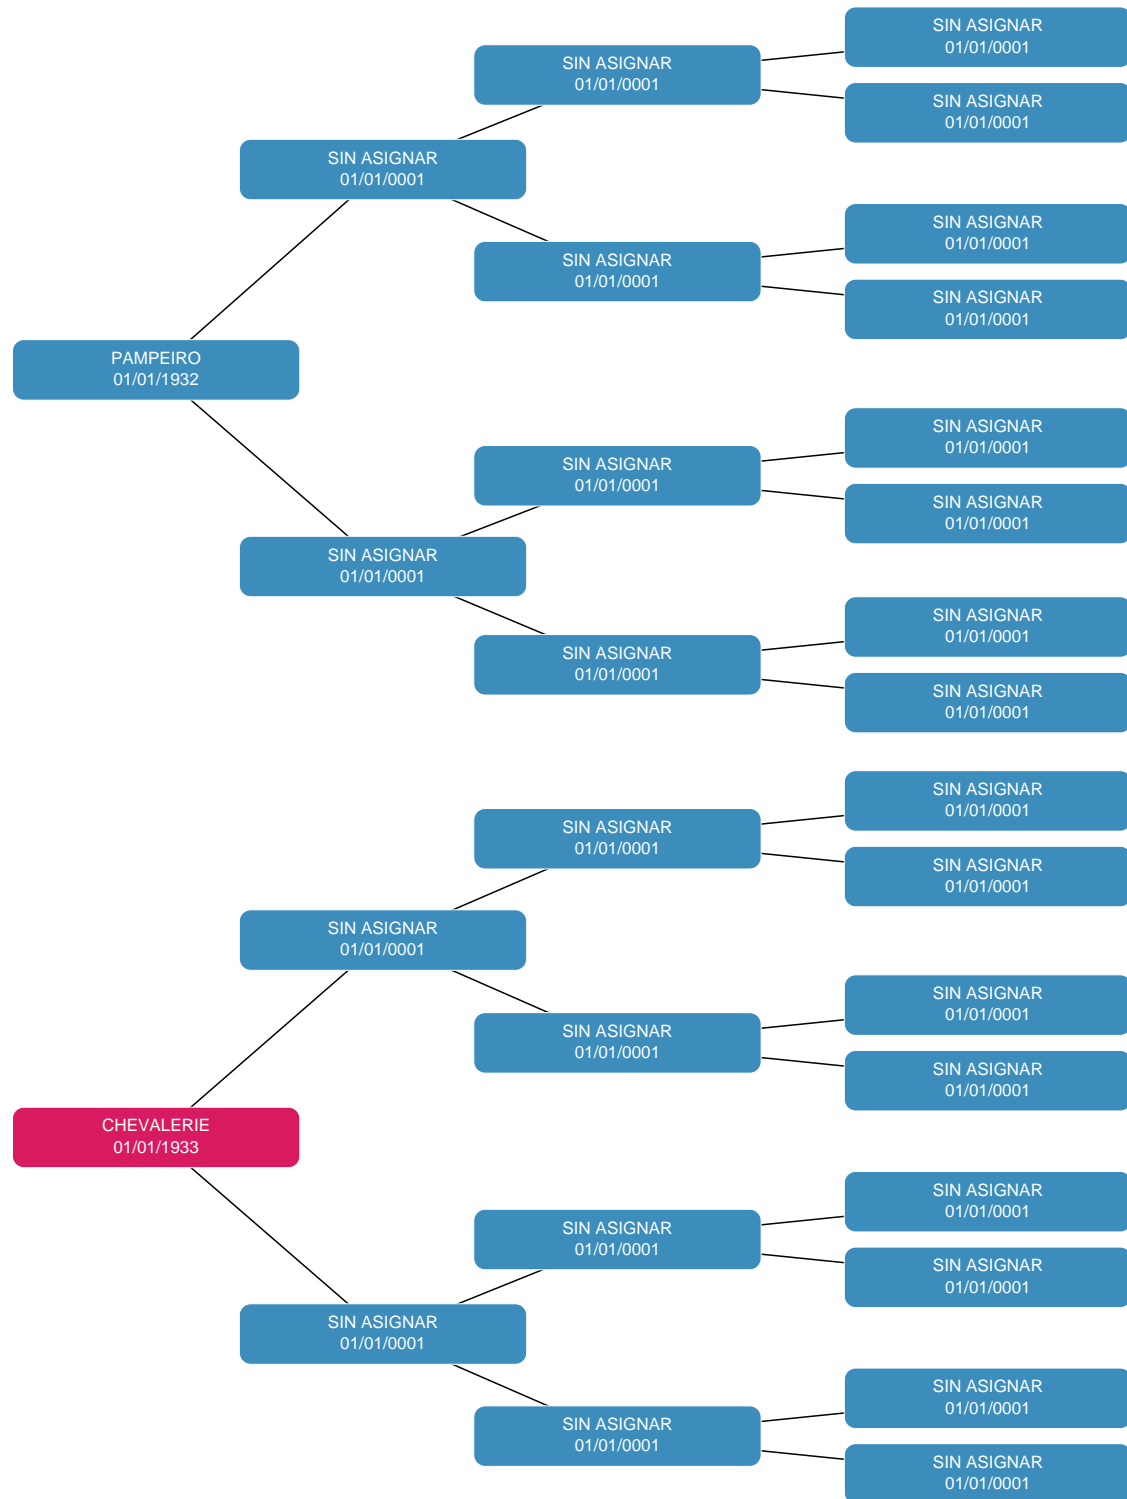 SIN ASIGNAR
01/01/0001
SIN ASIGNAR
01/01/0001
SIN ASIGNAR
01/01/0001
SIN ASIGNAR
01/01/0001
SIN ASIGNAR
01/01/0001
SIN ASIGNAR
01/01/0001
SIN ASIGNAR
01/01/0001
PAMPEIRO
01/01/1932
SIN ASIGNAR
01/01/0001
SIN ASIGNAR
01/01/0001
SIN ASIGNAR
01/01/0001
SIN ASIGNAR
01/01/0001
SIN ASIGNAR
01/01/0001
SIN ASIGNAR
01/01/0001
SIN ASIGNAR
01/01/0001
SIN ASIGNAR
01/01/0001
SIN ASIGNAR
01/01/0001
SIN ASIGNAR
01/01/0001
SIN ASIGNAR
01/01/0001
SIN ASIGNAR
01/01/0001
SIN ASIGNAR
01/01/0001
SIN ASIGNAR
01/01/0001
CHEVALERIE
01/01/1933
SIN ASIGNAR
01/01/0001
SIN ASIGNAR
01/01/0001
SIN ASIGNAR
01/01/0001
SIN ASIGNAR
01/01/0001
SIN ASIGNAR
01/01/0001
SIN ASIGNAR
01/01/0001
SIN ASIGNAR
01/01/0001